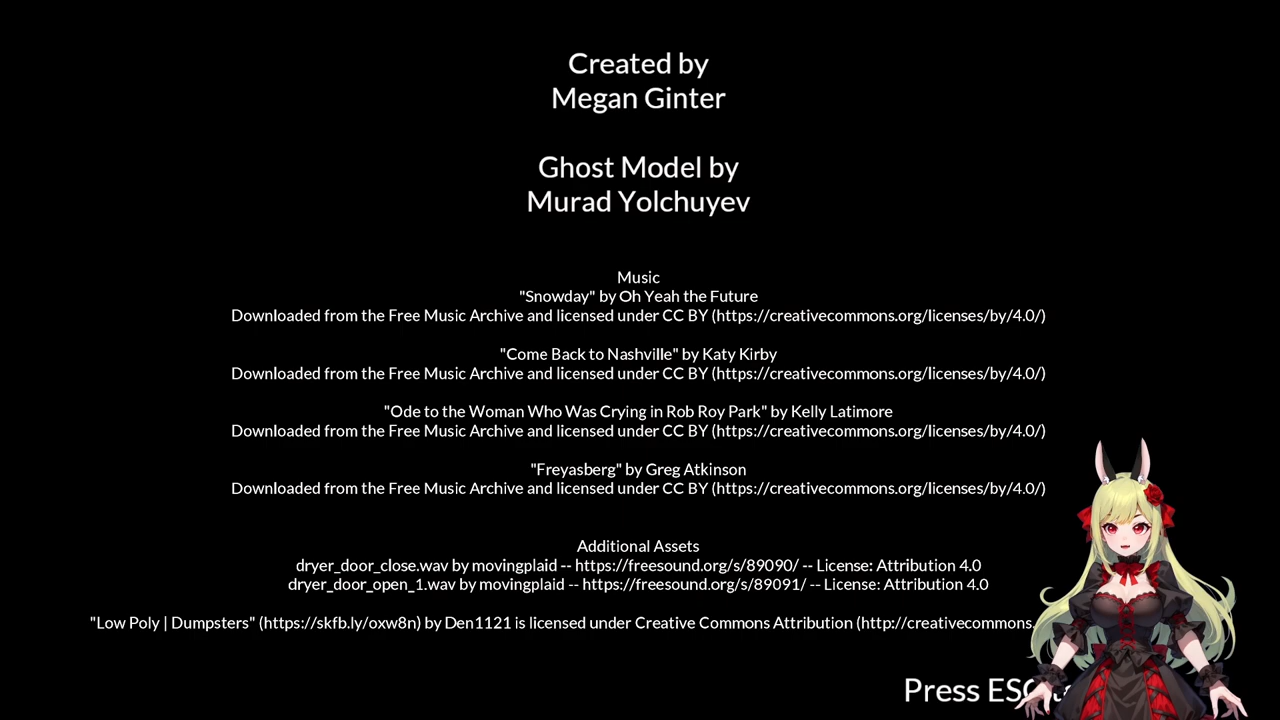 Created by
Megan Ginter
Ghost Model by
Murad Yolchuyev
Music
"Snowday" by Oh Yeah the Future
Downloaded from the Free Music Archive and licensed under CC BY (https://creativecommons.org/licenses/by/4.0/)
"Come Back to Nashville" by Katy Kirby
Downloaded from the Free Music Archive and licensed under CC BY (https://creativecommons.org/licenses/by/4.0/)
"Ode to the Woman Who Was Crying in Rob Roy Park" by Kelly Latimore
Downloaded from the Free Music Archive and licensed under CC BY (https://creativecommons.org/licenses/by/4.0/)
"Freyasberg" by Greg Atkinson
Downloaded from the Free Music Archive and licensed under CC BY (https://creativecommons.org/licenses/by/4.0/)
Additional Assets
dryer_door_close.wav by movingplaid -- https://freesound.org/s/89090/ -- License: Attribution 4.0
dryer_door_open_1.wav by movingplaid -- https://freesound.org/s/89091/ -- License: Attribution 4.0
"Low Poly | Dumpsters" (https://skfb.ly/oxw8n) by Den1121 is licensed under Creative Commons Attribution (http://creativecommons.
Press ESC